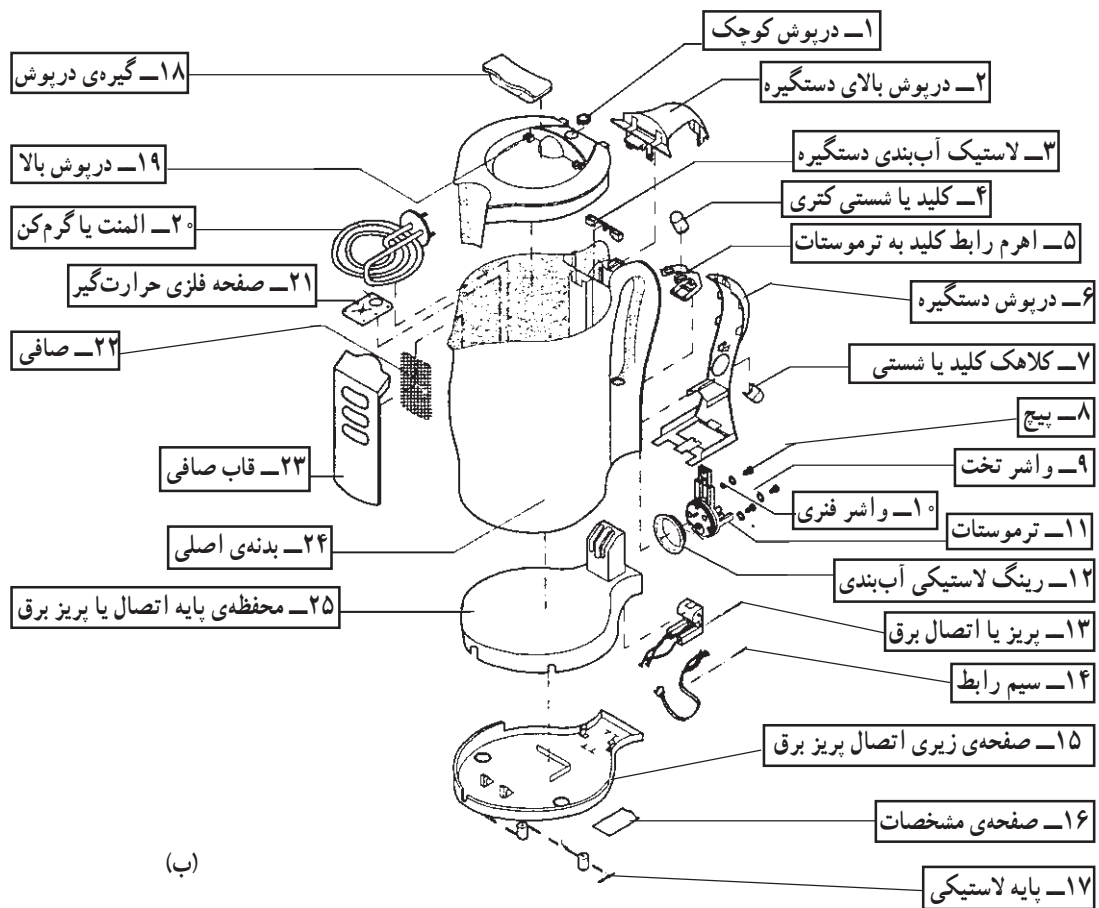 ۱ــ درپوش کوچک
۲ــ درپوش بالای دستگیره
۳ــ لاستیک آب‌بندی دستگیره
۴ــ کلید یا شستی کتری
۵ــ اهرم رابط کلید به ترموستات
۶ــ درپوش دستگیره
۷ــ کلاهک کلید یا شستی
۸ــ پیچ
۹ــ واشر تخت
۱۰ــ واشر فنری
۱۱ــ ترموستات
۱۲ــ رینگ لاستیکی آب‌بندی
۱۳ــ پریز یا اتصال برق
۱۴ــ سیم رابط
۱۵ــ صفحه‌ی زیری اتصال پریز برق
۱۶ــ صفحه‌ی مشخصات
۱۷ــ پایه لاستیکی
۱۸ــ گیره‌ی درپوش
۱۹ــ درپوش بالا
۲۰ــ المنت یا گرم‌کن
۲۱ــ صفحه فلزی حرارت‌گیر
۲۲ــ صافی
۲۳ــ قاب صافی
۲۴ــ بدنه‌ی اصلی
۲۵ــ محفظه‌ی پایه اتصال یا پریز برق
(ب)